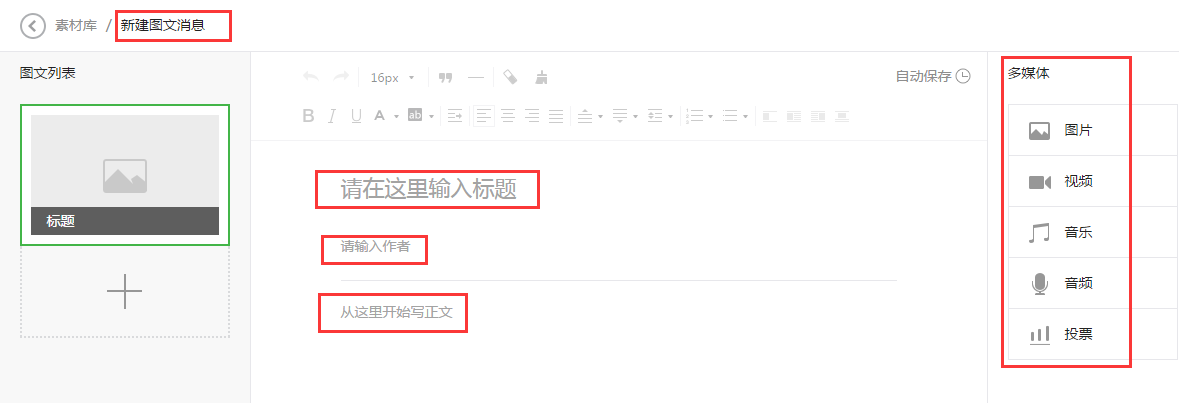 素材库 / 新建图文消息
图文列表
标题
16px
自动保存
B I U A ab
请在这里输入标题
请输入作者
从这里开始写正文
多媒体
图片
视频
音乐
音频
投票